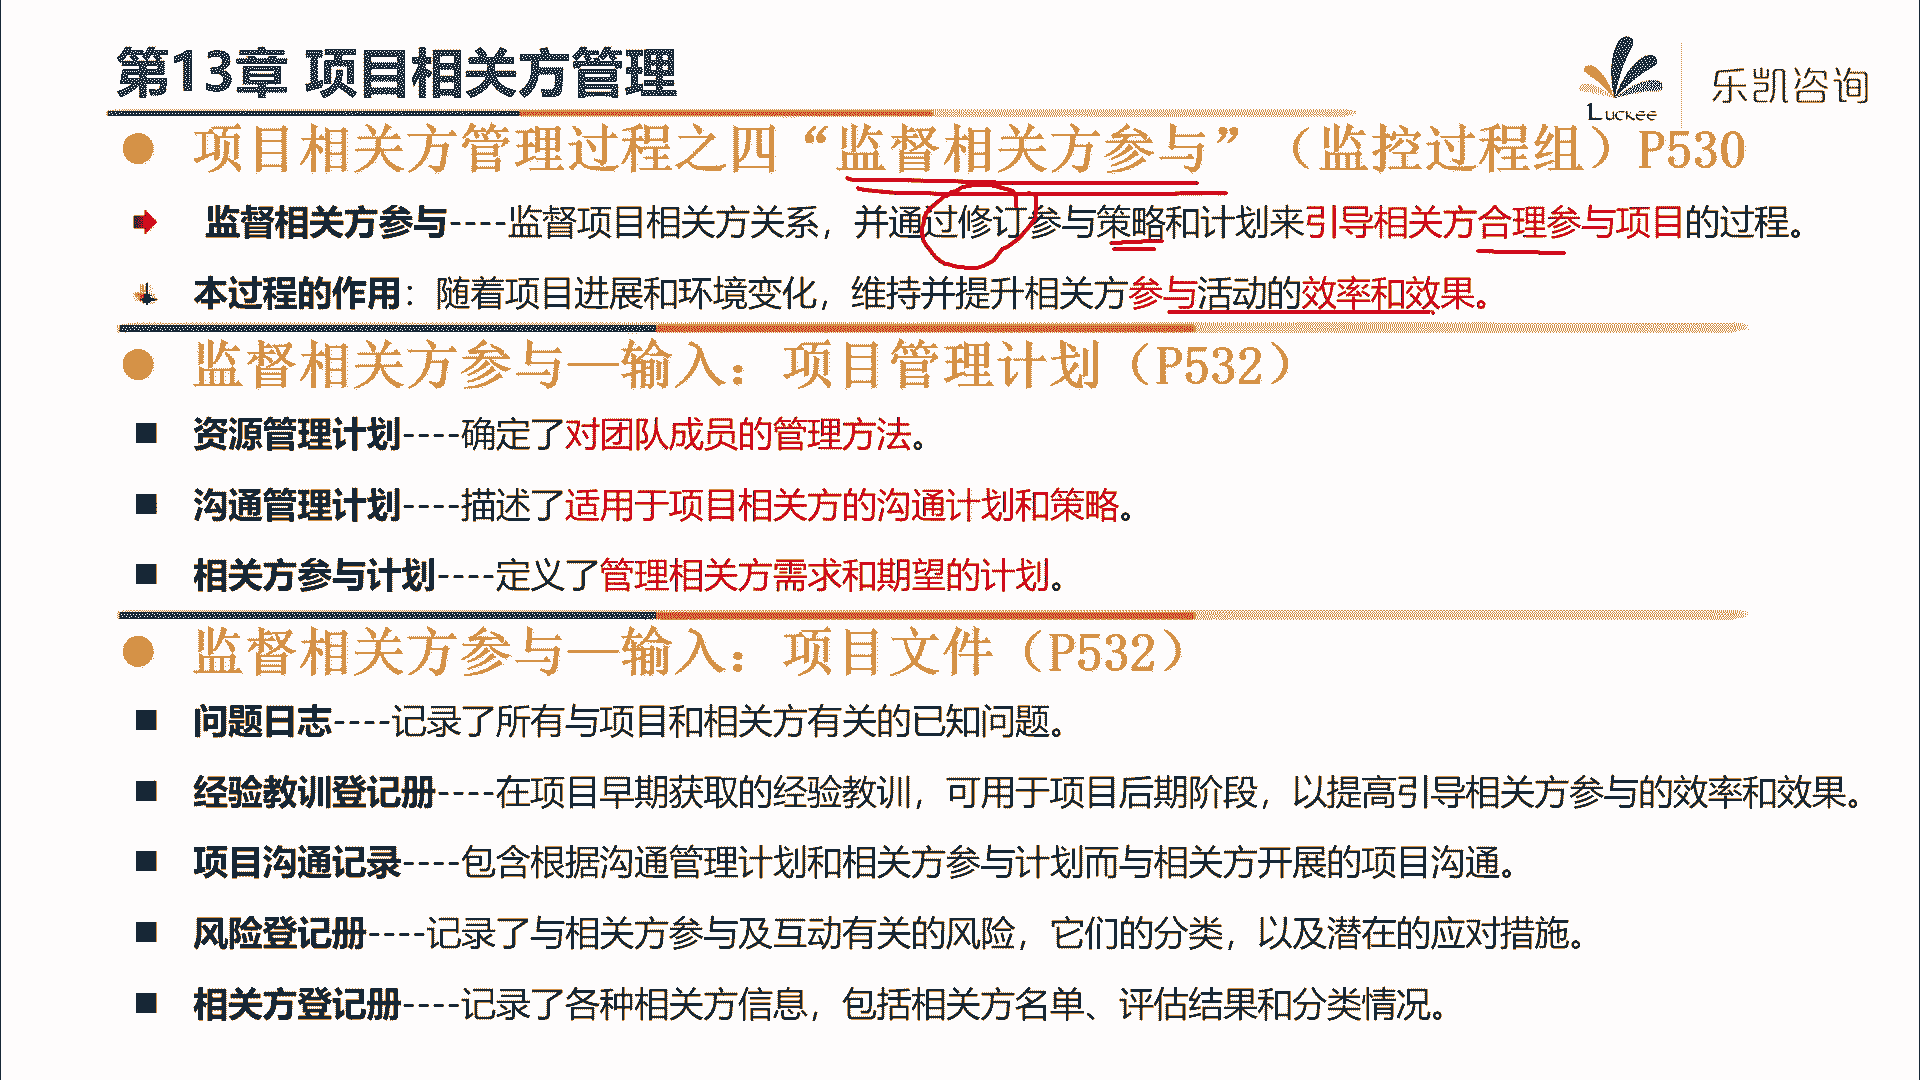 第13章 项目相关方管理
Luckee 乐凯咨询
项目相关方管理过程之四“监督相关方参与”（监控过程组）P530
监督相关方参与----监督项目相关方关系，并通过修订参与策略和计划来引导相关方合理参与项目的过程。
本过程的作用：随着项目进展和环境变化，维持并提升相关方参与活动的效率和效果。
监督相关方参与—输入：项目管理计划（P532）
资源管理计划----确定了对团队成员的管理方法。
沟通管理计划----描述了适用于项目相关方的沟通计划和策略。
相关方参与计划----定义了管理相关方需求和期望的计划。
监督相关方参与—输入：项目文件（P532）
问题日志----记录了所有与项目和相关方有关的已知问题。
经验教训登记册----在项目早期获取的经验教训，可用于项目后期阶段，以提高引导相关方参与的效率和效果。
项目沟通记录----包含根据沟通管理计划和相关方参与计划而与相关方开展的项目沟通。
风险登记册----记录了与相关方参与及互动有关的风险，它们的分类，以及潜在的应对措施。
相关方登记册----记录了各种相关方信息，包括相关方名单、评估结果和分类情况。